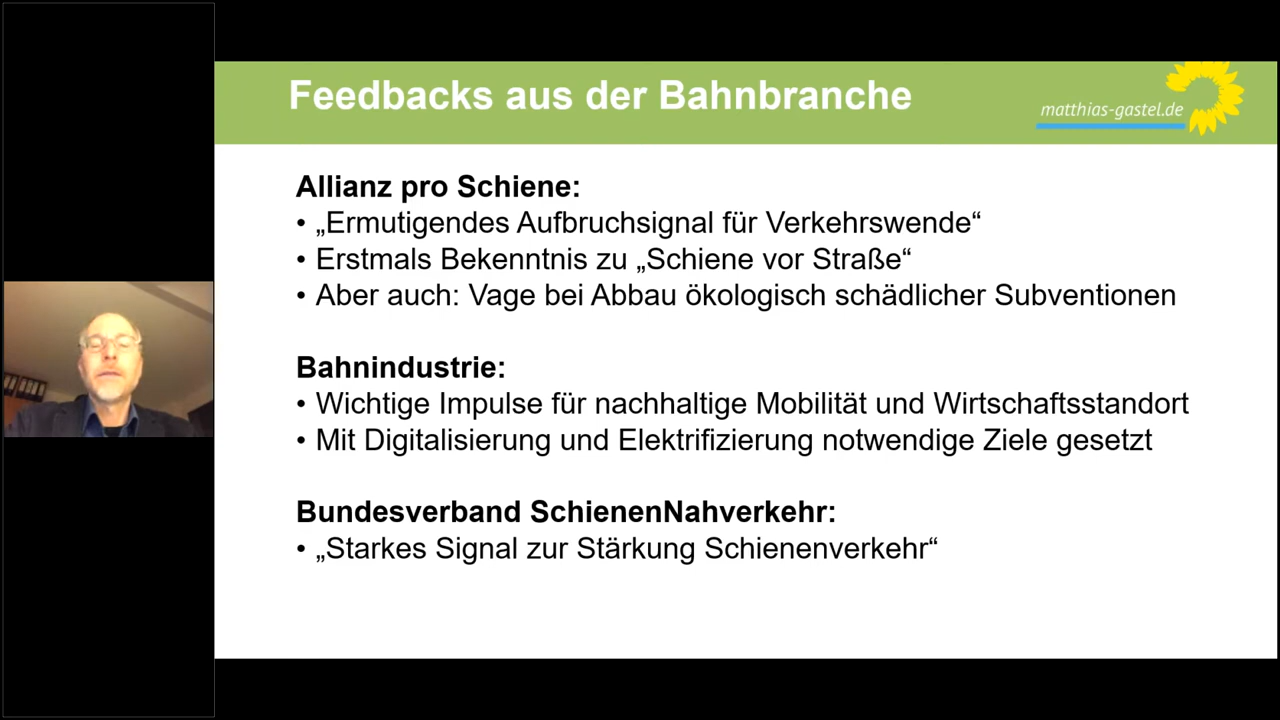 Feedbacks aus der Bahnbranche
matthias-gastel.de
Allianz pro Schiene:
• „Ermutigendes Aufbruchsignal für Verkehrswende“
• Erstmals Bekenntnis zu „Schiene vor Straße“
• Aber auch: Vage bei Abbau ökologisch schädlicher Subventionen
Bahnindustrie:
• Wichtige Impulse für nachhaltige Mobilität und Wirtschaftsstandort
• Mit Digitalisierung und Elektrifizierung notwendige Ziele gesetzt
Bundesverband SchienenNahverkehr:
• „Starkes Signal zur Stärkung Schienenverkehr“